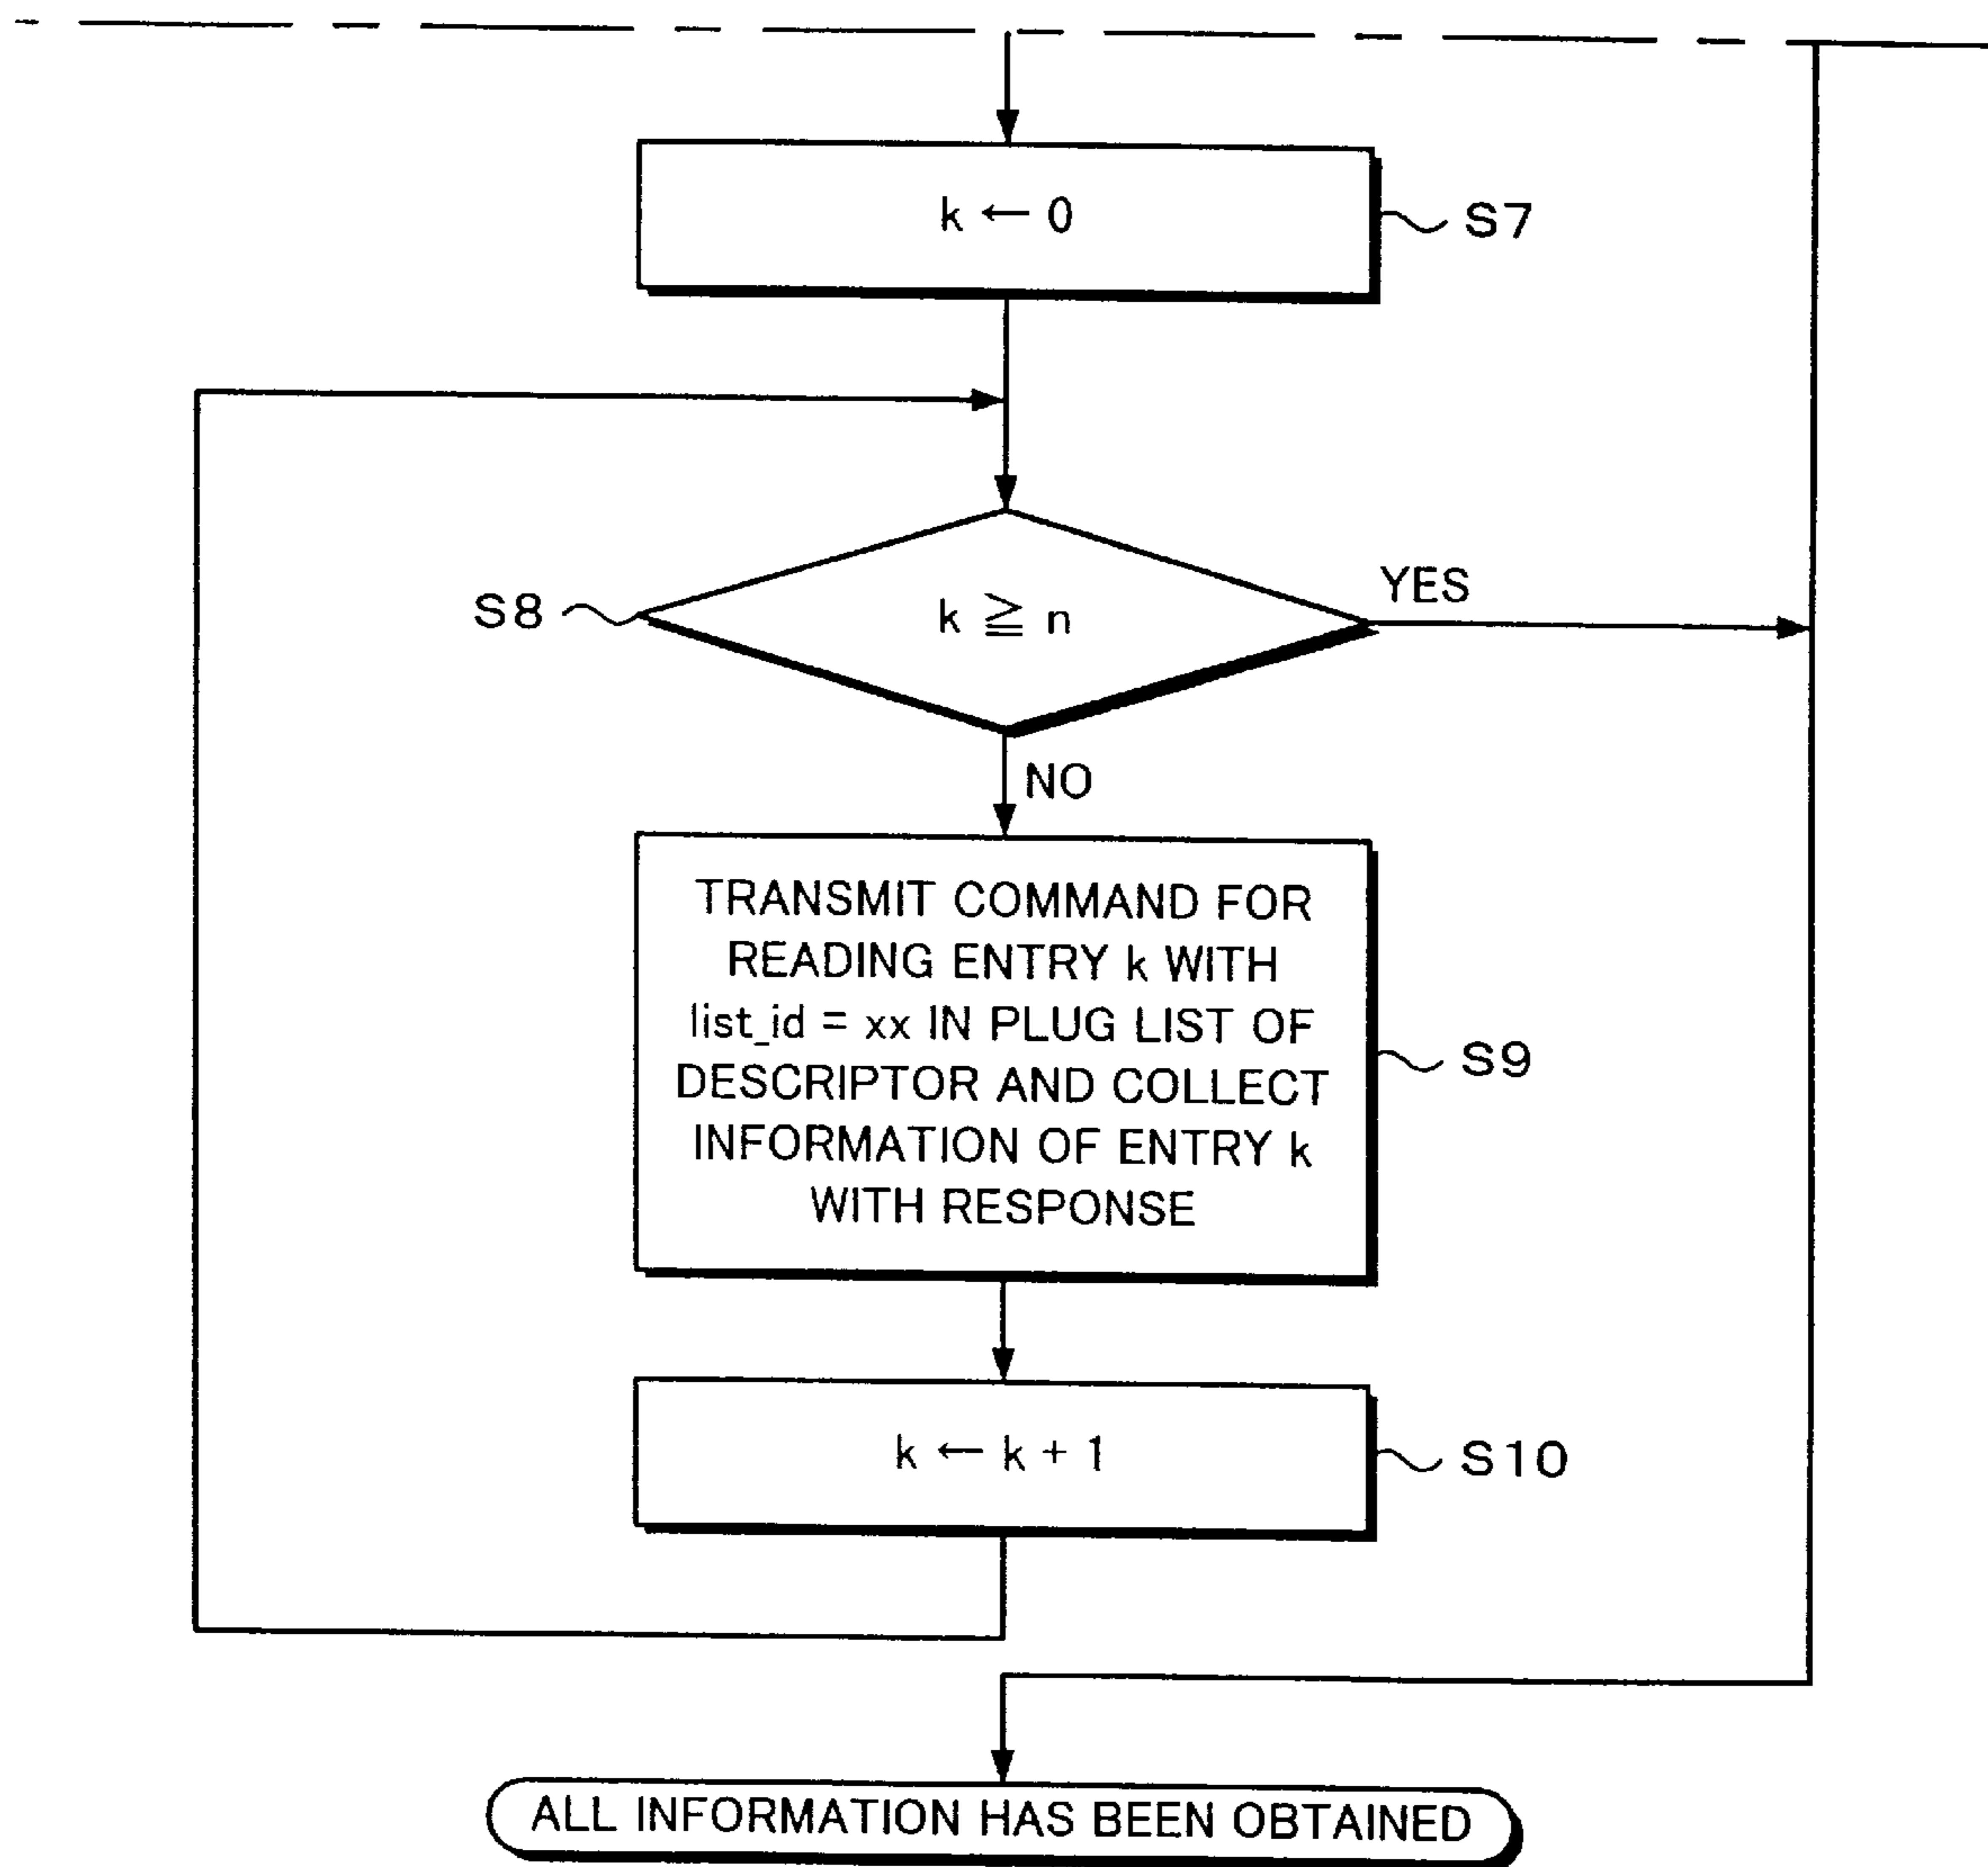 k ← 0
S7
S8
k ≧ n
YES
NO
TRANSMIT COMMAND FOR
READING ENTRY k WITH
list_id = xx IN PLUG LIST OF
DESCRIPTOR AND COLLECT
INFORMATION OF ENTRY k
WITH RESPONSE
S9
k ← k + 1
S10
ALL INFORMATION HAS BEEN OBTAINED